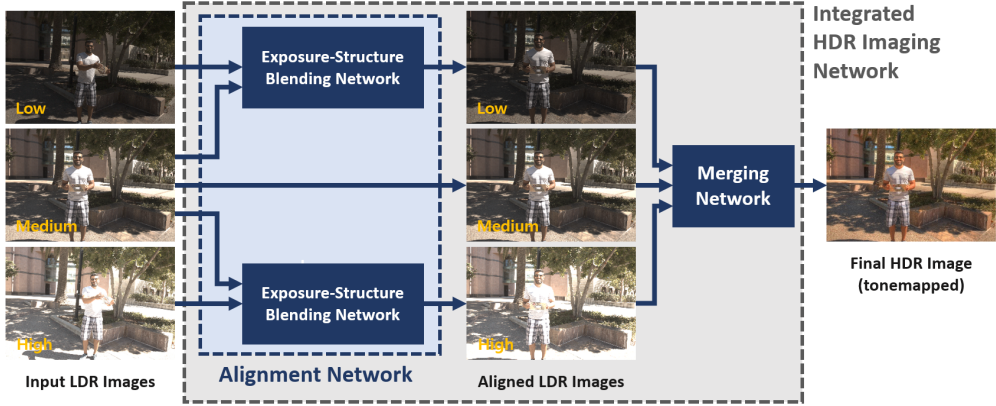 Integrated
HDR Imaging
Network
Exposure-Structure
Blending Network
Low
Low
Merging
Network
Medium
Medium
Exposure-Structure
Blending Network
High
High
Final HDR Image
(tonemapped)
Input LDR Images
Alignment Network
Aligned LDR Images